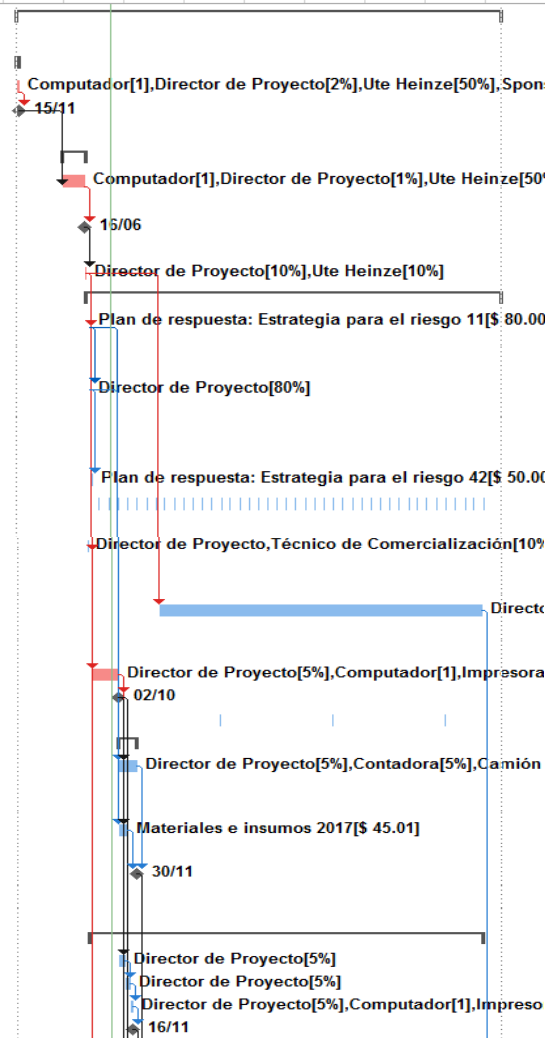 Computador[1],Director de Proyecto[2%],Ute Heinze[50%],Spon
15/11
Computador[1],Director de Proyecto[1%],Ute Heinze[50%
16/06
Director de Proyecto[10%],Ute Heinze[10%]
Plan de respuesta: Estrategia para el riesgo 11[$ 80.00
Director de Proyecto[80%]
Plan de respuesta: Estrategia para el riesgo 42[$ 50.00
Director de Proyecto,Técnico de Comercialización[10%
Directo
Director de Proyecto[5%],Computador[1],Impresora
02/10
Director de Proyecto[5%],Contadora[5%],Camión
Materiales e insumos 2017[$ 45.01]
30/11
Director de Proyecto[5%]
Director de Proyecto[5%]
Director de Proyecto[5%],Computador[1],Impreso
16/11